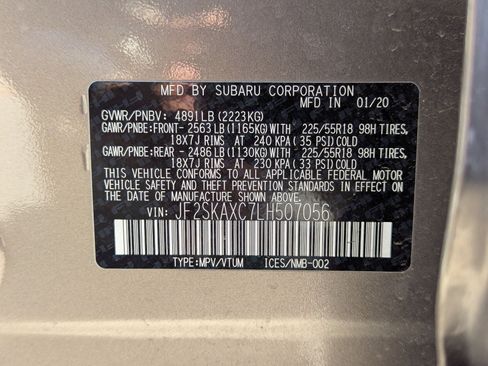 MFD BY SUBARU CORPORATION
MFD IN 01/20
GVWR/PNBV: 4891LB(2223KG)
GAWR/PNBE:FRONT- 2563LB(1165KG)WITH 225/55R18 98H TIRES,
18X7J RIMS AT 240 KPA(35 PSI)COLD
GAWR/PNBE:REAR -2486LB(1130KG)WITH 225/55R18 98H TIRES,
18X7J RIMS AT 230 KPA(33 PSI)COLD
THIS VEHICLE CONFORMS TO ALL APPLICABLE FEDERAL MOTOR
VEHICLE SAFETY AND THEFT PREVENTION STANDARDS IN EFFECT ON
THE DATE OF MANUFACTURE SHOWN ABOVE.
VIN: JF2SKAXC7LH507056
TYPE:MPV/VTUM ICES/NMB-002